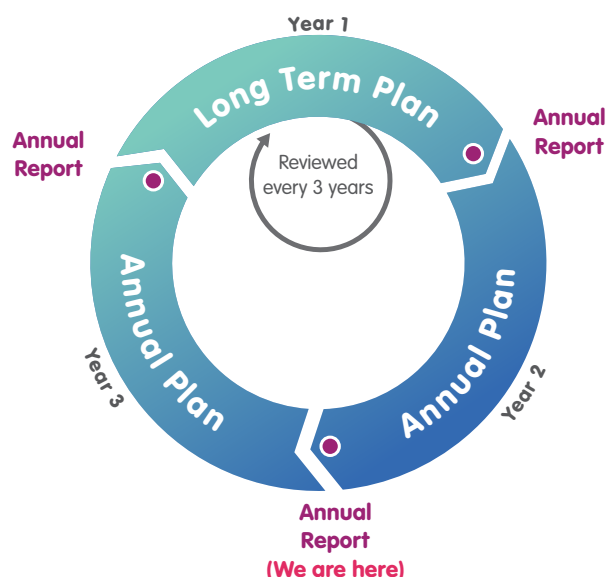 Year 1
Long Term Plan
Annual
Report
Annual
Report
Reviewed
every 3 years
Annual Plan
Annual Plan
Year 3
Year 2
Annual
Report
(We are here)